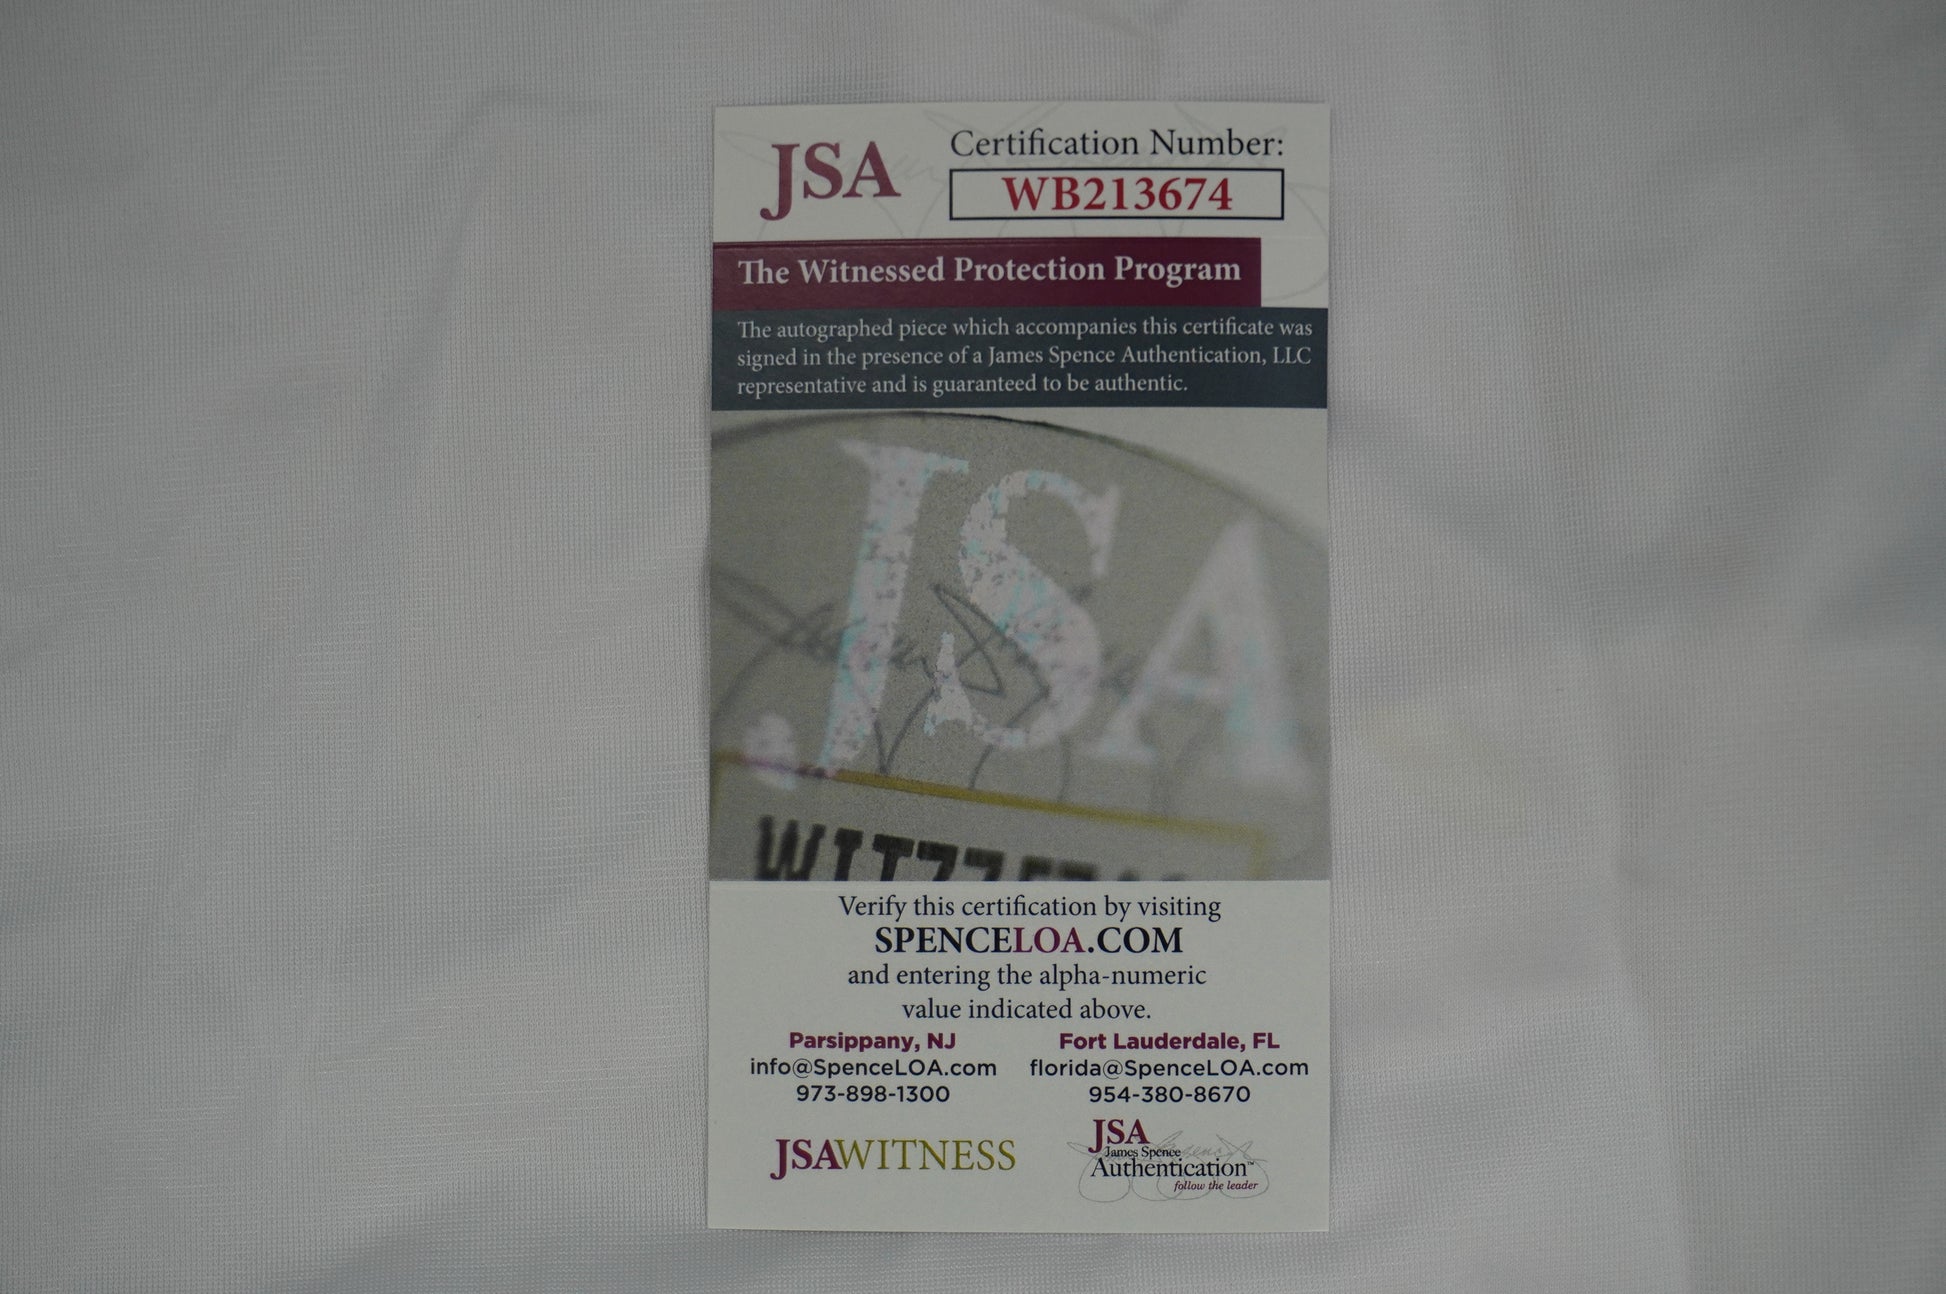 JSA
Certification Number:
WB213674
The Witnessed Protection Program
The autographed piece which accompanies this certificate was
signed in the presence of a James Spence Authentication, LLC
representative and is guaranteed to be authentic.
JSA
Verify this certification by visiting
SPENCELOA.COM
and entering the alpha-numeric
value indicated above.
Parsippany, NJ
info@SpenceLOA.com
973-898-1300
Fort Lauderdale, FL
florida@SpenceLOA.com
954-380-8670
JSAWITNESS
JSA
James Spence
Authentication™
follow the leader